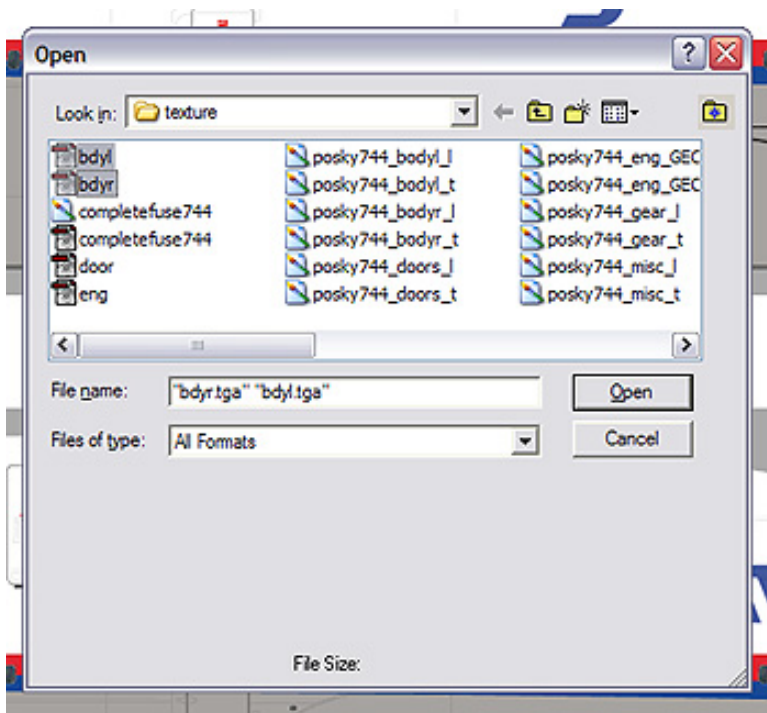 Open
Look in: texture
bdyl posky744_bodyl_l posky744_eng_GEC
bdyr posky744_bodyl_t posky744_eng_GEC
completefuse744 posky744_bodyr_l posky744_gear_l
completefuse744 posky744_bodyr_t posky744_gear_t
door posky744_doors_l posky744_misc_l
eng posky744_doors_t posky744_misc_t
File name: "bdyr.tga" "bdyl.tga" Open
Files of type: All Formats Cancel
File Size: